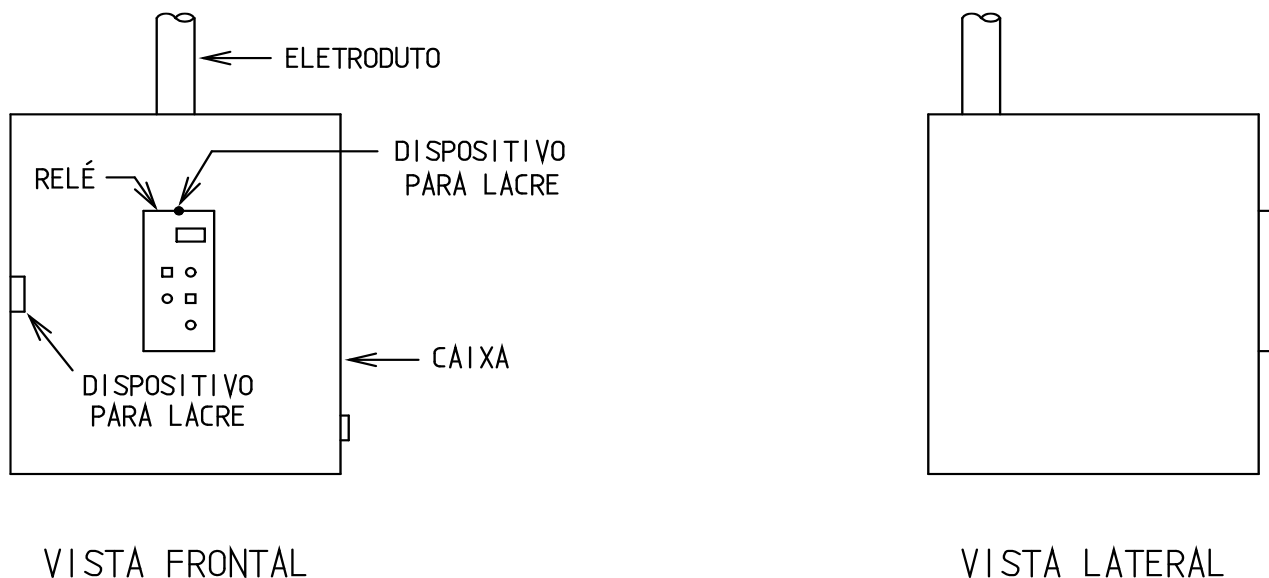 ELETRODUTO
DISPOSITIVO
PARA LACRE
RELÉ
CAIXA
DISPOSITIVO
PARA LACRE
VISTA FRONTAL
VISTA LATERAL